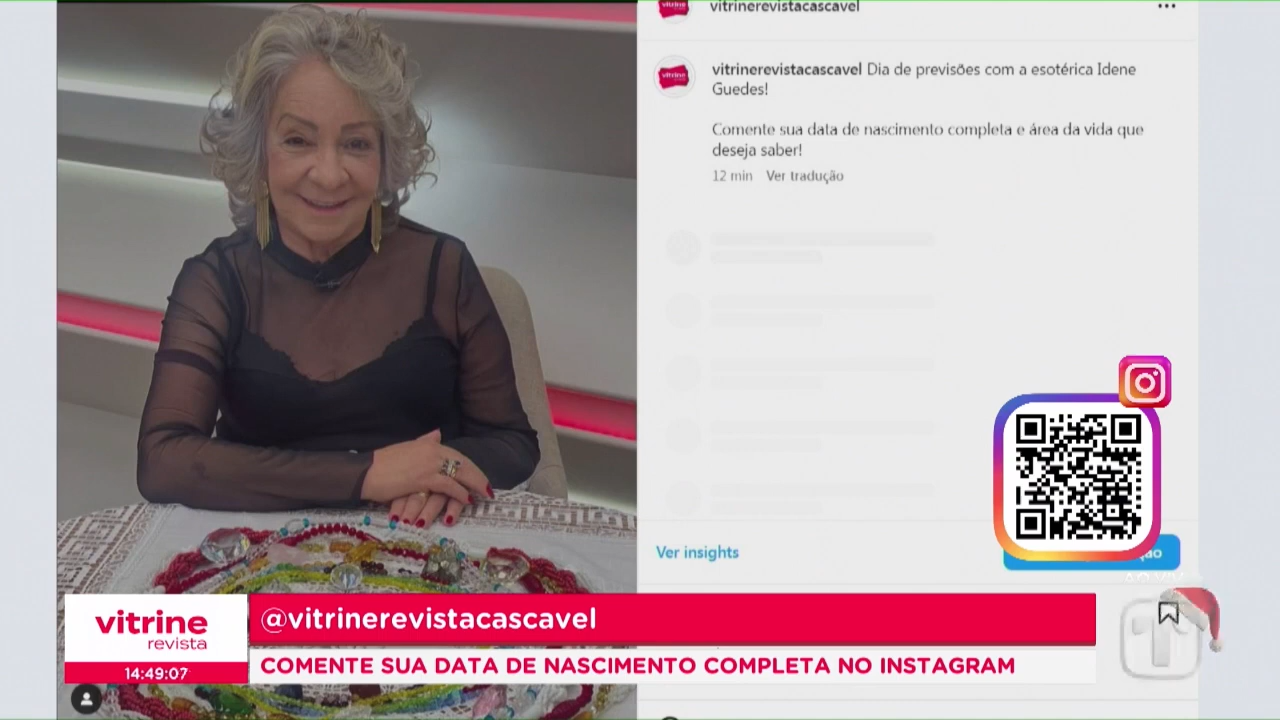 vitrinerevistacascavel
vitrinerevistacascavel Dia de previsões com a esotérica Idene
Guedes!
Comente sua data de nascimento completa e área da vida que
deseja saber!
12 min Ver tradução
Ver insights
vitrine
revista
14:49:07
@vitrinerevistacascavel
COMENTE SUA DATA DE NASCIMENTO COMPLETA NO INSTAGRAM